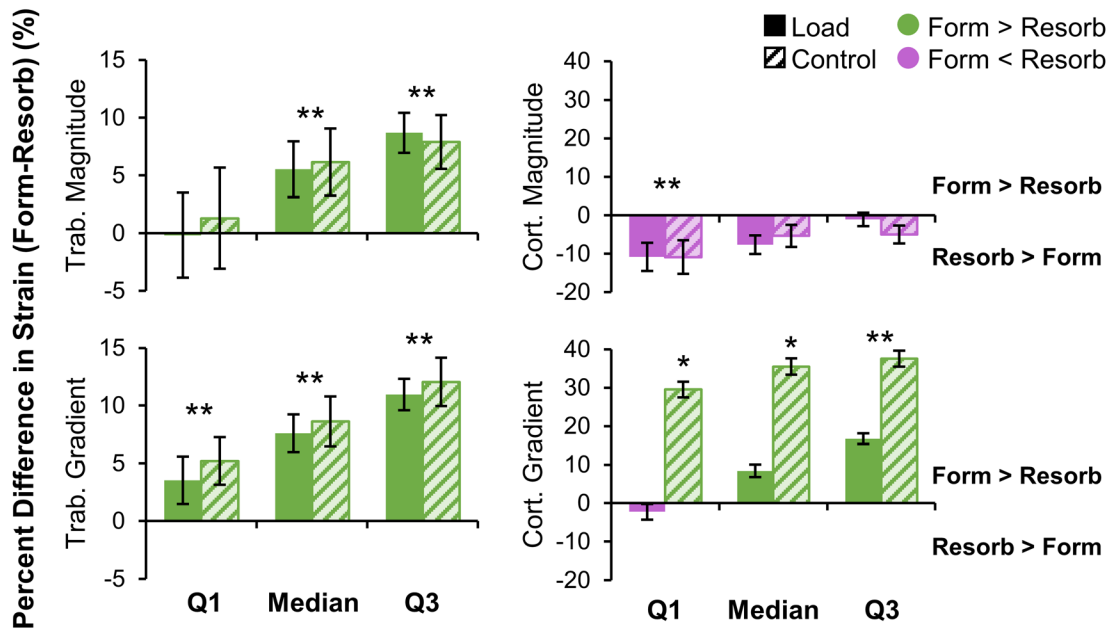 Percent Difference in Strain (Form-Resorb) (%)
Load
Form > Resorb
Control
Form < Resorb
Trab. Magnitude
15
10
5
0
-5
**
**
Cort. Magnitude
40
30
20
10
0
-10
-20
**
Form > Resorb
Resorb > Form
Trab. Gradient
15
10
5
0
-5
**
**
**
Q1
Median
Q3
Cort. Gradient
40
30
20
10
0
-10
-20
*
*
**
Form > Resorb
Resorb > Form
Q1
Median
Q3